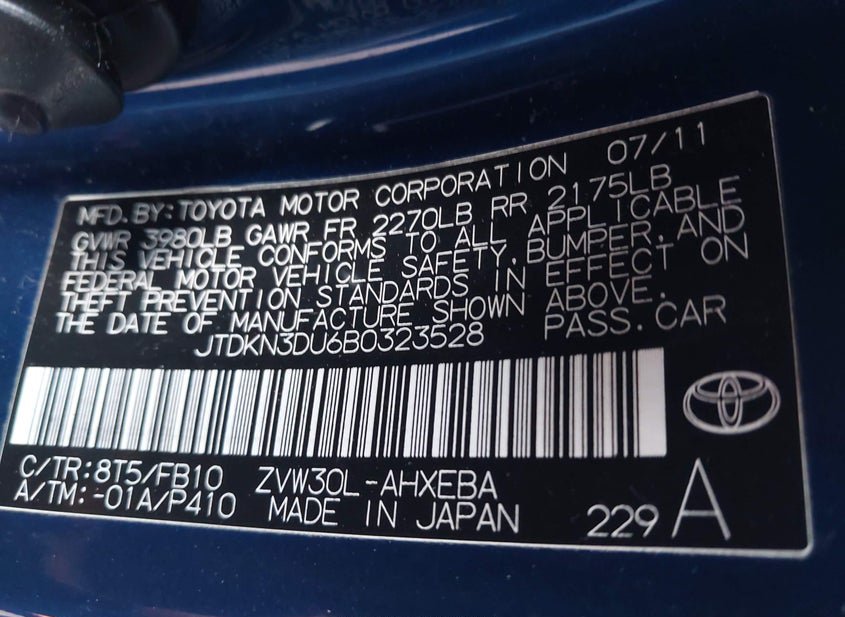 MFD. BY: TOYOTA MOTOR CORPORATION 07/11
GVWR 3980LB GAWR FR 2270LB RR 2175LB
THIS VEHICLE CONFORMS TO ALL APPLICABLE
FEDERAL MOTOR VEHICLE SAFETY, BUMPER, AND
THEFT PREVENTION STANDARDS IN EFFECT ON
THE DATE OF MANUFACTURE SHOWN ABOVE.
JTDKN3DU6B0323528 PASS. CAR
C/TR: 8T5/FB10 ZVW30L-AHXEBA
A/TM: -01A/P410 MADE IN JAPAN 229 A